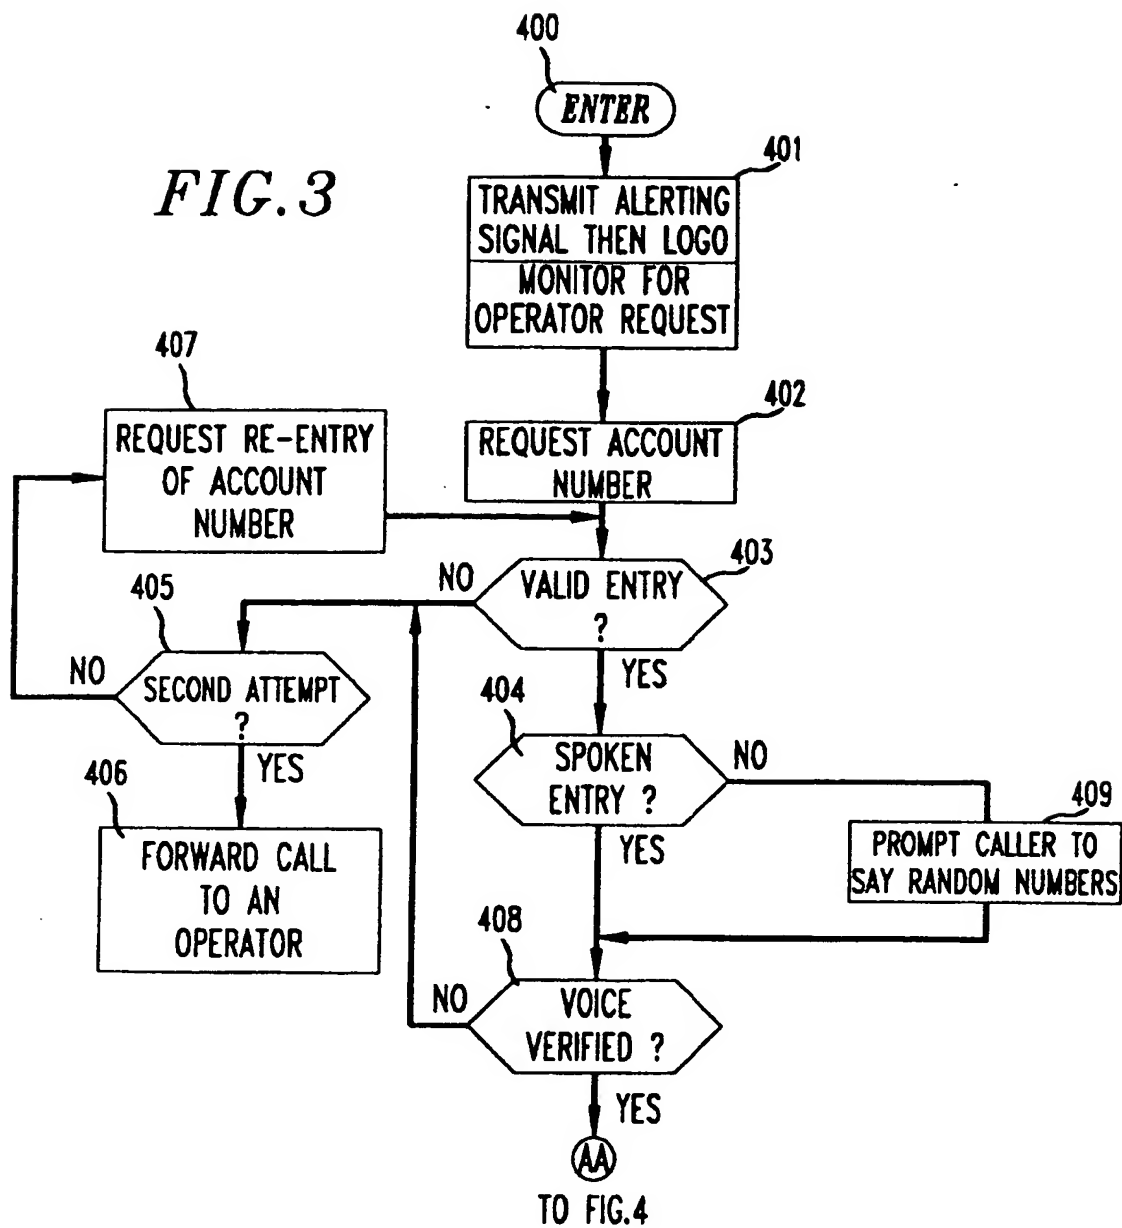 400
ENTER
FIG.3
401
TRANSMIT ALERTING
SIGNAL THEN LOGO
MONITOR FOR
OPERATOR REQUEST
407
REQUEST RE-ENTRY
OF ACCOUNT
NUMBER
402
REQUEST ACCOUNT
NUMBER
403
VALID ENTRY
?
NO
YES
405
SECOND ATTEMPT
?
NO
YES
404
SPOKEN
ENTRY ?
NO
YES
406
FORWARD CALL
TO AN
OPERATOR
409
PROMPT CALLER TO
SAY RANDOM NUMBERS
408
VOICE
VERIFIED ?
NO
YES
AA
TO FIG.4